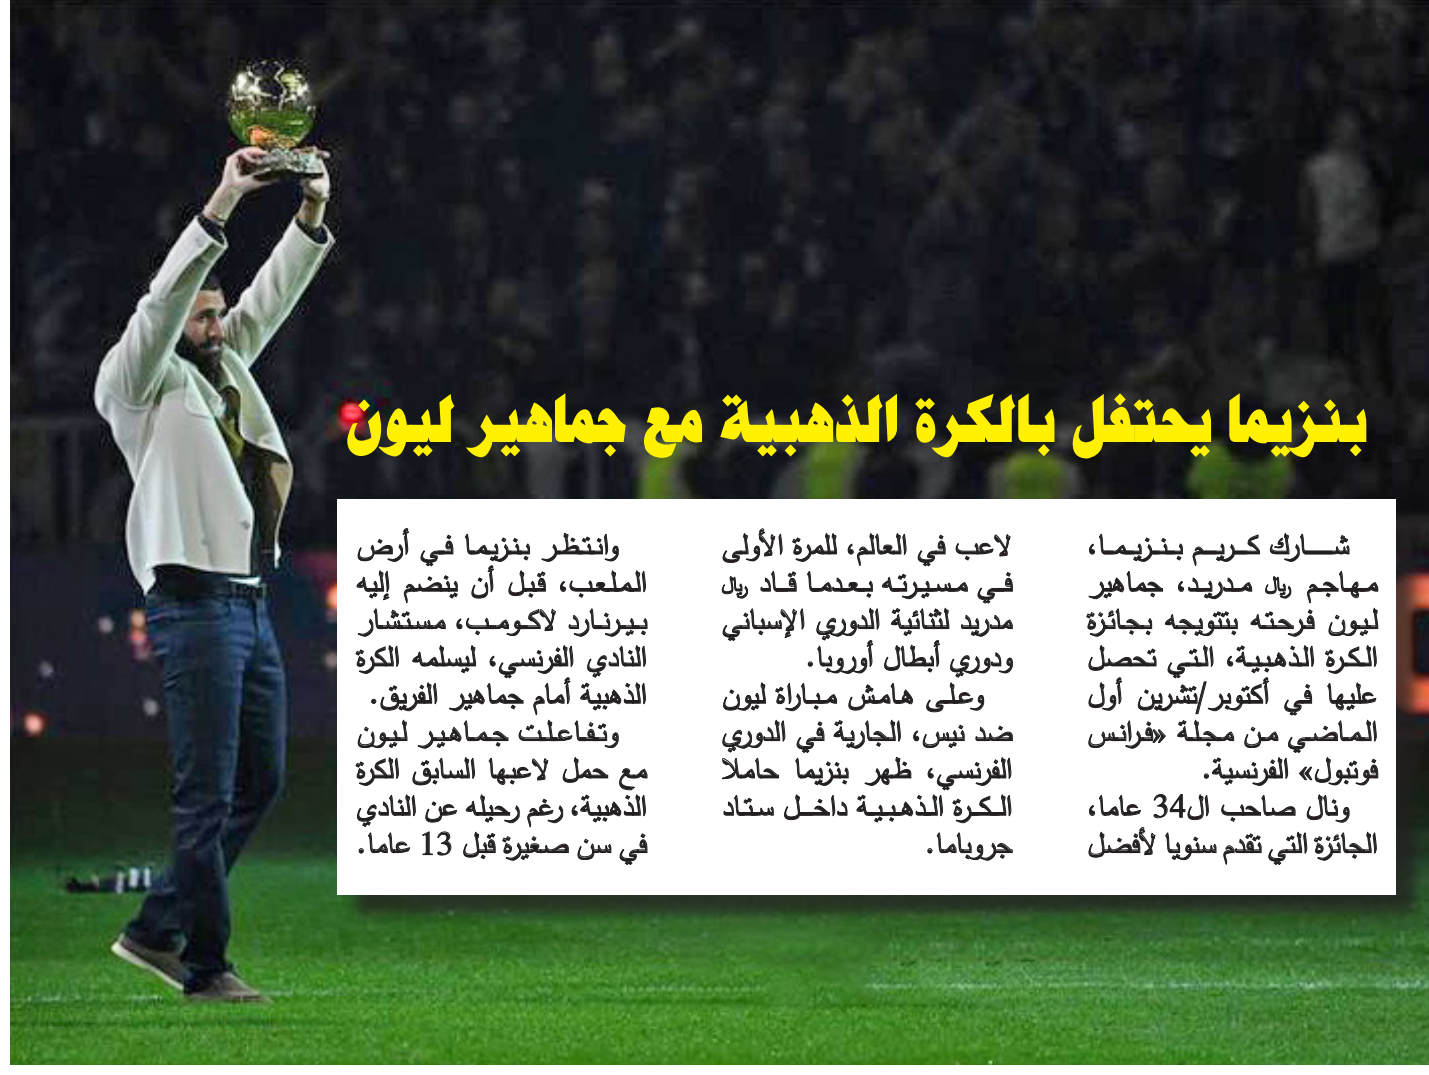 بنزيما يحتفل بالكرة الذهبية مع جماهير ليون
شارك كريم بنزيما،
مهاجم ريال مدريد، جماهير
ليون فرحته بتتويجه بجائزة
الكرة الذهبية، التي تحصل
عليها في أكتوبر/تشرين أول
الماضي من مجلة «فرانس
فوتبول» الفرنسية.
ونال صاحب ال34 عاما،
الجائزة التي تقدم سنويا لأفضل
لاعب في العالم، للمرة الأولى
في مسيرته بعدما قاد ريال
مدريد لثنائية الدوري الإسباني
ودوري أبطال أوروبا.
وعلى هامش مباراة ليون
ضد نيس، الجارية في الدوري
الفرنسي، ظهر بنزيما حاملا
الكرة الذهبية داخل ستاد
جروباما.
وانتظر بنزيما في أرض
الملعب، قبل أن ينضم إليه
بيرنارد لاكومب، مستشار
النادي الفرنسي، ليسلمه الكرة
الذهبية أمام جماهير الفريق.
وتفاعلت جماهير ليون
مع حمل لاعبها السابق الكرة
الذهبية، رغم رحيله عن النادي
في سن صغيرة قبل 13 عاما.